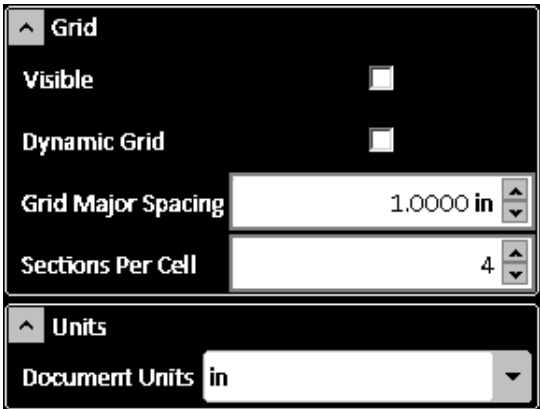 Grid
Visible
Dynamic Grid
Grid Major Spacing 1.0000 in
Sections Per Cell 4
Units
Document Units in